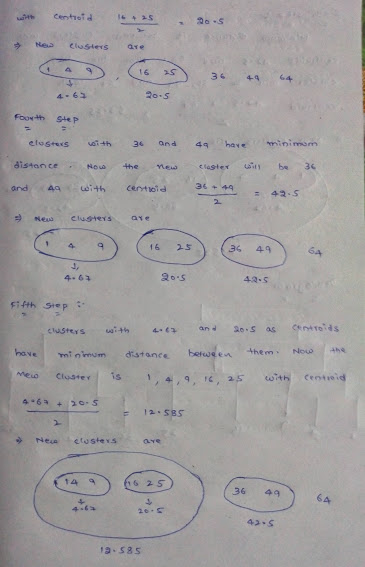 with centroid (16 + 25)/2 = 20.5
⇒ New clusters are
1 4 9 , 16 25 36 49 64
4.67 20.5
Fourth Step
clusters with 36 and 49 have minimum
distance. Now the new cluster will be 36
and 49 with centroid (36 + 49)/2 = 42.5.
⇒ New clusters are
1 4 9 16 25 36 49 64
4.67 20.5 42.5
Fifth Step :-
Clusters with 4.67 and 20.5 as centroids
have minimum distance between them. Now the
new cluster is 1, 4, 9, 16, 25 with centroid
(4.67 + 20.5)/2 = 12.585
⇒ New clusters are
1 4 9 16 25 36 49 64
4.67 20.5 42.5
12.585